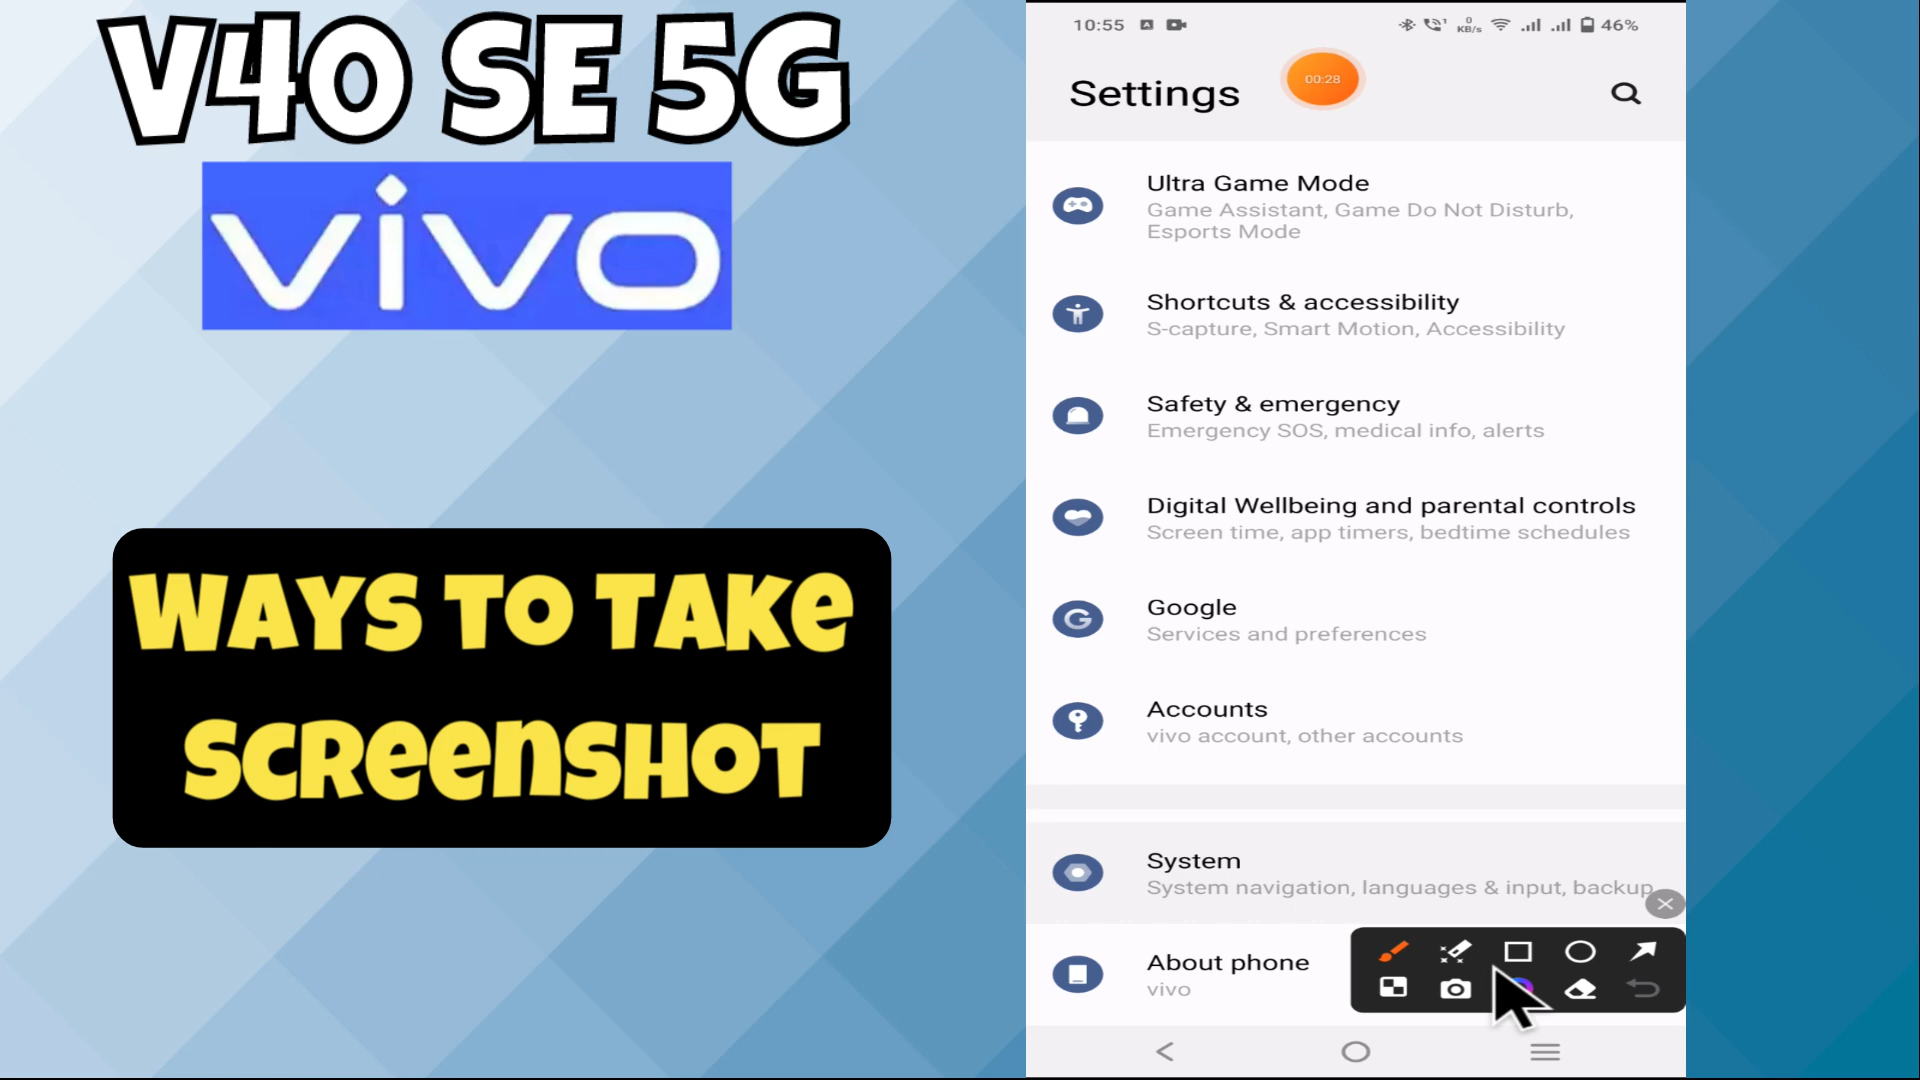 V40 SE 5G
vivo
WAYS TO TAKE
SCREENSHOT
10:55
0
KB/s
46%
Settings
00:28
Ultra Game Mode
Game Assistant, Game Do Not Disturb,
Esports Mode
Shortcuts & accessibility
S-capture, Smart Motion, Accessibility
Safety & emergency
Emergency SOS, medical info, alerts
Digital Wellbeing and parental controls
Screen time, app timers, bedtime schedules
Google
Services and preferences
Accounts
vivo account, other accounts
System
System navigation, languages & input, backup
About phone
vivo